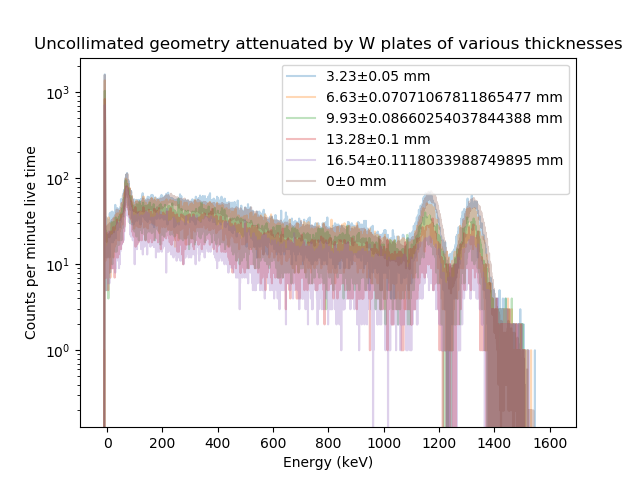 Uncollimated geometry attenuated by W plates of various thicknesses
3.23±0.05 mm
6.63±0.07071067811865477 mm
9.93±0.08660254037844388 mm
13.28±0.1 mm
16.54±0.1118033988749895 mm
0±0 mm
Counts per minute live time
10³
10²
10¹
10⁰
0 200 400 600 800 1000 1200 1400 1600
Energy (keV)